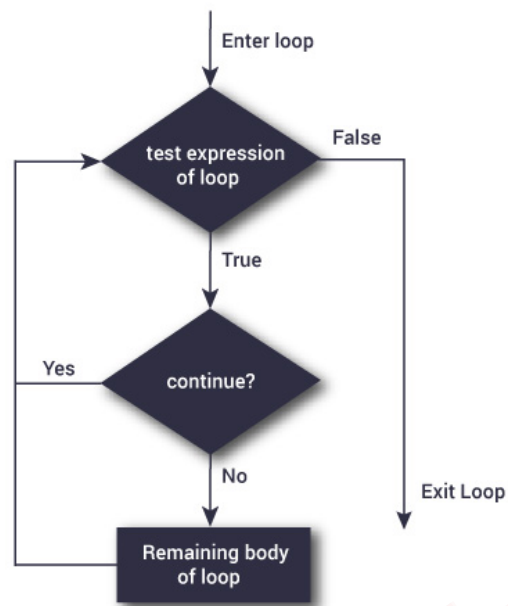 Enter loop
test expression
of loop
False
True
Yes
continue?
No
Exit Loop
Remaining body
of loop